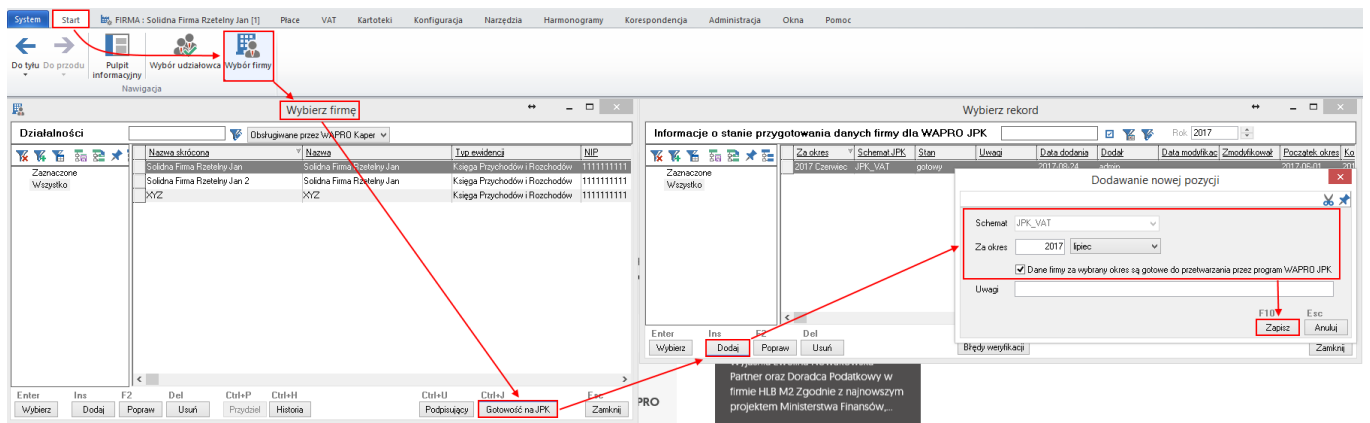 System Start FIRMA : Solidna Firma Rzetelny Jan [1] Płace VAT Kartoteki Konfiguracja Narzędzia Harmonogramy Korespondencja Administracja Okna Pomoc
Do tyłu Do przodu Pulpit informacyjny Wybór udziałowca Wybór firmy
Nawigacja
Wybierz firmę
Działalności Obsługiwane przez WAPRO Kaper
Nazwa skrócona Nazwa Typ ewidencji NIP
Zaznaczone
Wszystko
Solidna Firma Rzetelny Jan Solidna Firma Rzetelny Jan Księga Przychodów i Rozchodów 1111111111
Solidna Firma Rzetelny Jan 2 Solidna Firma Rzetelny Jan Księga Przychodów i Rozchodów 1111111111
XYZ XYZ Księga Przychodów i Rozchodów 1111111111
Enter Ins F2 Del Ctrl+P Ctrl+H Ctrl+U Ctrl+J Esc
Wybierz Dodaj Popraw Usuń Przydziel Historia Podpisujący Gotowość na JPK Zamknij
Wybierz rekord
Informacje o stanie przygotowania danych firmy dla WAPRO JPK Rok 2017
Za okres Schemat JPK Stan Uwagi Data dodania Dodał Data modyfikac Zmodyfikował Początek okres Ko
Zaznaczone
Wszystko
2017 Czerwiec JPK_VAT gotowy 2017-08-24 admin 2017-06-01 201
Dodawanie nowej pozycji
Schemat JPK_VAT
Za okres 2017 lipiec
Dane firmy za wybrany okres są gotowe do przetwarzania przez program WAPRO JPK
Uwagi
F10 Esc
Zapisz Anuluj
Enter Ins F2 Del
Wybierz Dodaj Popraw Usuń Błędy weryfikacji Zamknij
PRO
Partner oraz Doradca Podatkowy w
firmie HLB M2 Zgodnie z najnowszym
projektem Ministerstwa Finansów,...